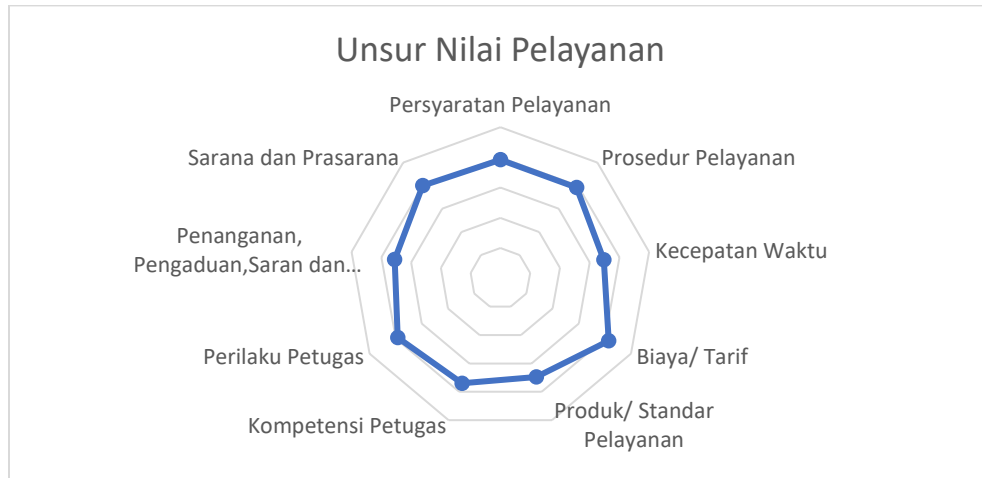 Unsur Nilai Pelayanan
Persyaratan Pelayanan
Prosedur Pelayanan
Kecepatan Waktu
Biaya/ Tarif
Produk/ Standar
Pelayanan
Kompetensi Petugas
Perilaku Petugas
Penanganan,
Pengaduan,Saran dan...
Sarana dan Prasarana